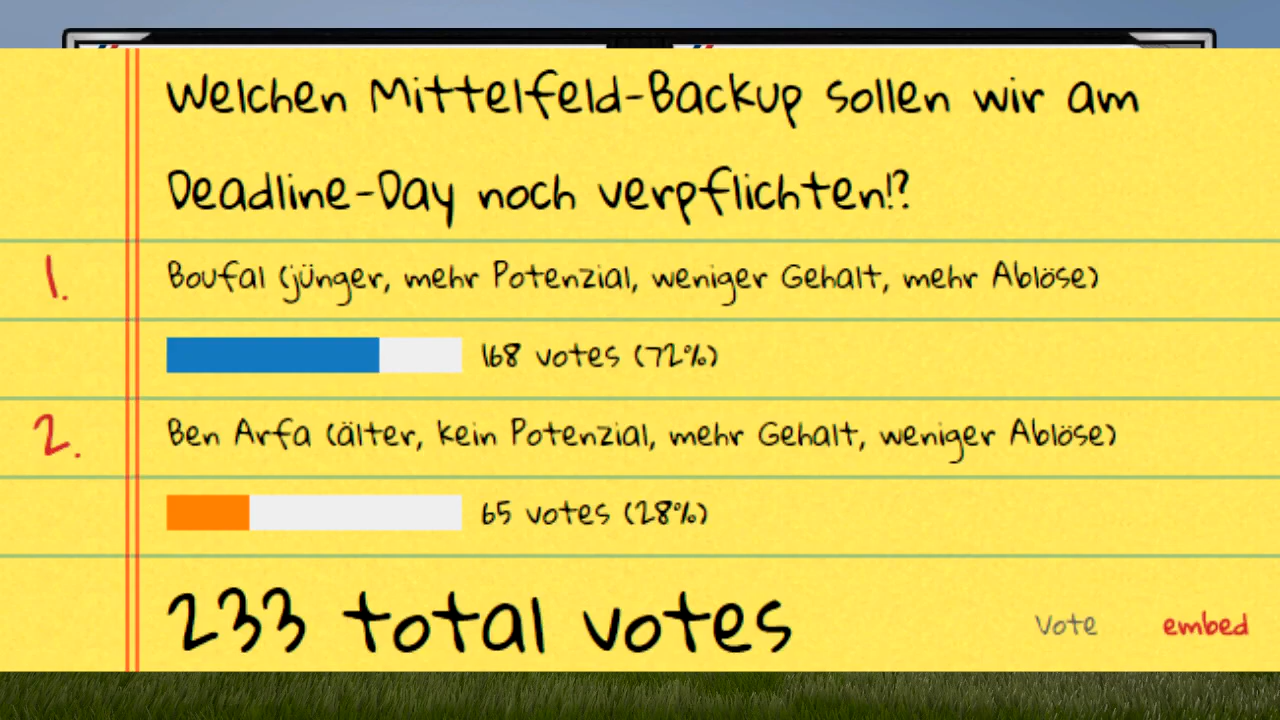 Welchen Mittelfeld-Backup sollen wir am
Deadline-Day noch verpflichten!?
1. Boufal (jünger, mehr Potenzial, weniger Gehalt, mehr Ablöse)
168 votes (72%)
2. Ben Arfa (älter, kein Potenzial, mehr Gehalt, weniger Ablöse)
65 votes (28%)
233 total votes
Vote embed